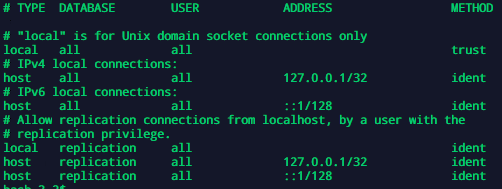 # TYPE  DATABASE        USER            ADDRESS                 METHOD
# "local" is for Unix domain socket connections only
local   all             all                                     trust
# IPv4 local connections:
host    all             all             127.0.0.1/32            ident
# IPv6 local connections:
host    all             all             ::1/128                 ident
# Allow replication connections from localhost, by a user with the
# replication privilege.
local   replication     all                                     ident
host    replication     all             127.0.0.1/32            ident
host    replication     all             ::1/128                 ident